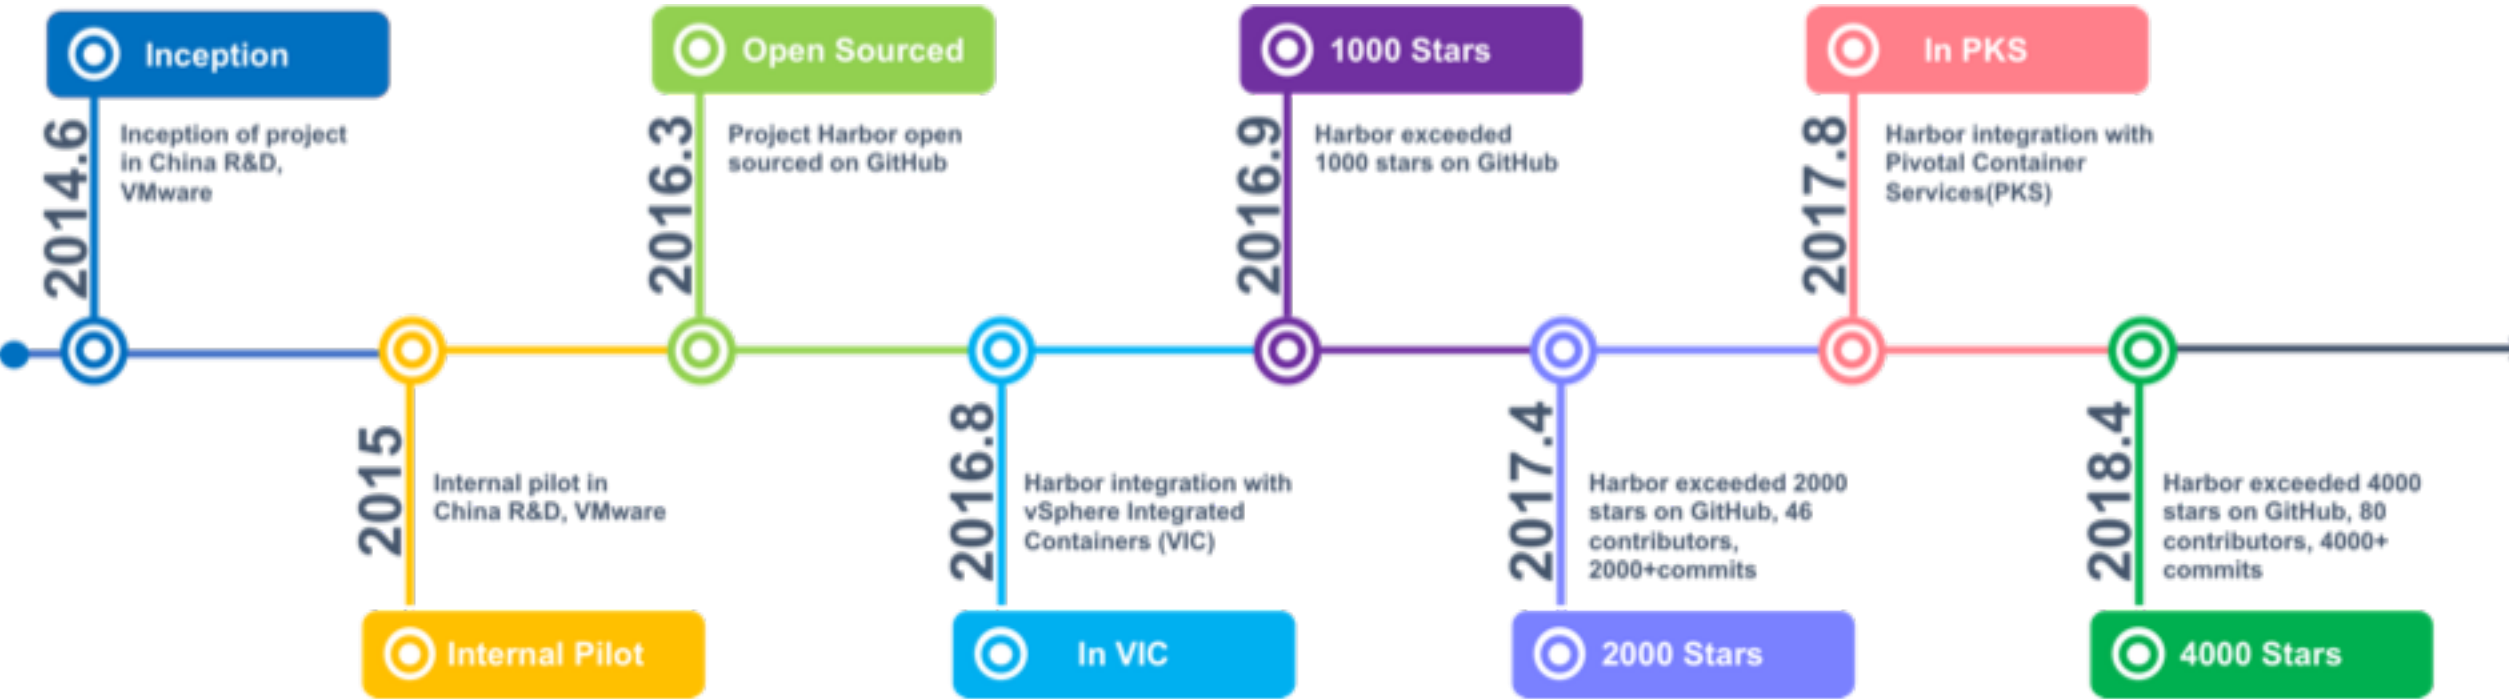 Inception
2014.6
Inception of project
in China R&D,
VMware
2015
Internal pilot in
China R&D, VMware
Internal Pilot
Open Sourced
2016.3
Project Harbor open
sourced on GitHub
2016.8
Harbor integration with
vSphere Integrated
Containers (VIC)
In VIC
1000 Stars
2016.9
Harbor exceeded
1000 stars on GitHub
2017.4
Harbor exceeded 2000
stars on GitHub, 46
contributors,
2000+commits
2000 Stars
In PKS
2017.8
Harbor integration with
Pivotal Container
Services(PKS)
2018.4
Harbor exceeded 4000
stars on GitHub, 80
contributors, 4000+
commits
4000 Stars